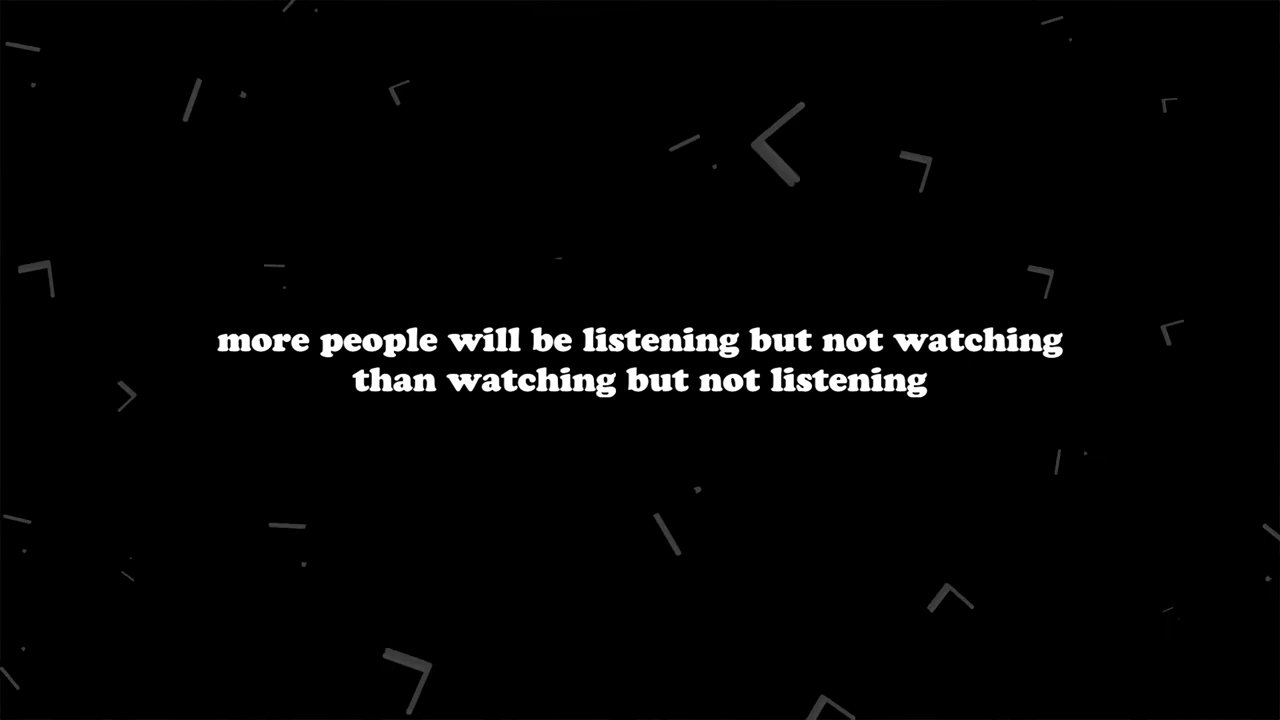 more people will be listening but not watching
than watching but not listening